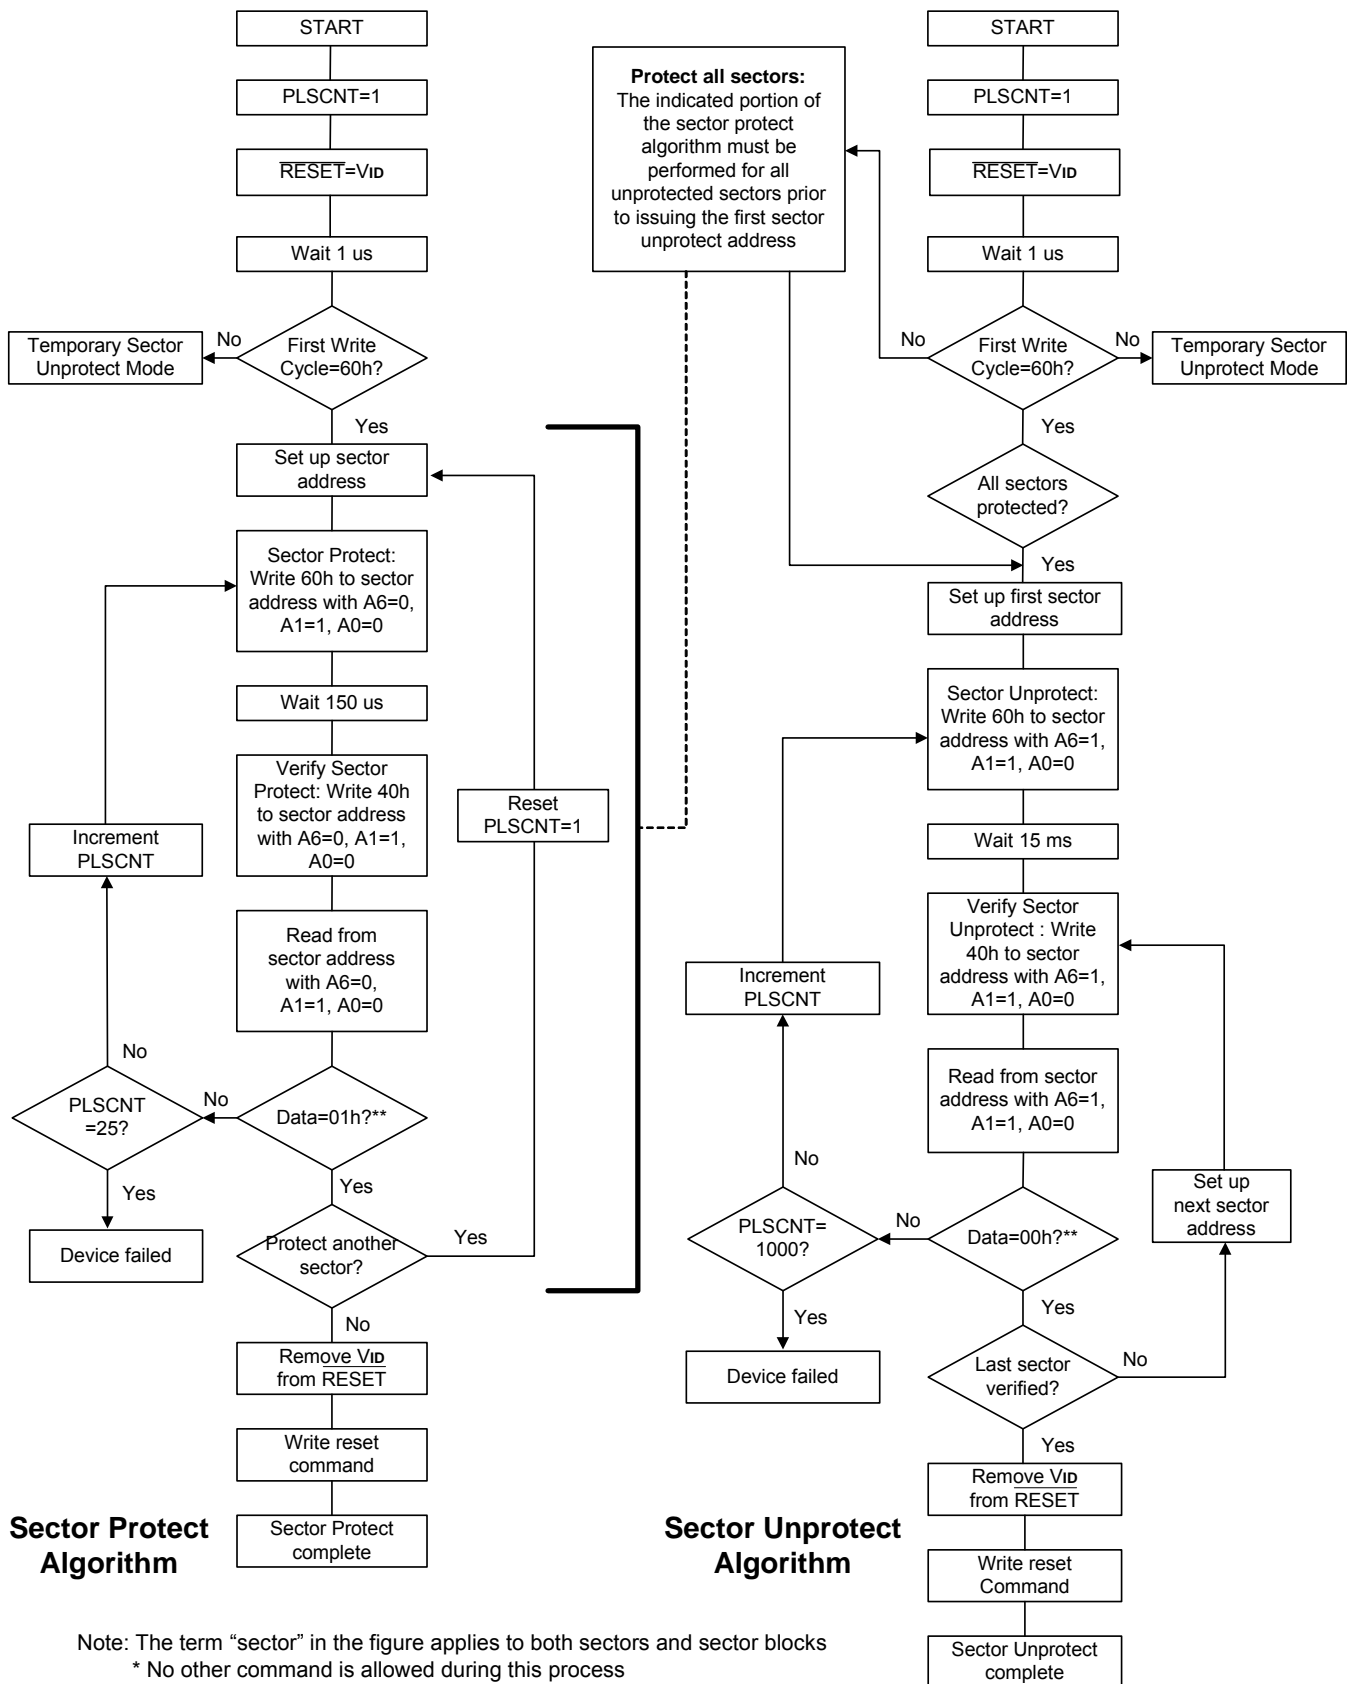 START
PLSCNT=1
RESET=VID
Wait 1 us
First Write
Cycle=60h?
No
Temporary Sector
Unprotect Mode
Yes
Set up sector
address
Sector Protect:
Write 60h to sector
address with A6=0,
A1=1, A0=0
Wait 150 us
Verify Sector
Protect: Write 40h
to sector address
with A6=0, A1=1,
A0=0
Reset
PLSCNT=1
Increment
PLSCNT
Read from
sector address
with A6=0,
A1=1, A0=0
No
PLSCNT
=25?
No
Data=01h?**
Yes
Yes
Device failed
Protect another
sector?
Yes
No
Remove VID
from RESET
Write reset
command
Sector Protect
complete
Sector Protect
Algorithm
Protect all sectors:
The indicated portion of
the sector protect
algorithm must be
performed for all
unprotected sectors prior
to issuing the first sector
unprotect address
START
PLSCNT=1
RESET=VID
Wait 1 us
No
First Write
Cycle=60h?
No
Temporary Sector
Unprotect Mode
Yes
All sectors
protected?
Yes
Set up first sector
address
Sector Unprotect:
Write 60h to sector
address with A6=1,
A1=1, A0=0
Wait 15 ms
Verify Sector
Unprotect : Write
40h to sector
address with A6=1,
A1=1, A0=0
Increment
PLSCNT
Read from sector
address with A6=1,
A1=1, A0=0
No
Set up
next sector
address
PLSCNT=
1000?
No
Data=00h?**
Yes
Yes
Device failed
Last sector
verified?
No
Yes
Remove VID
from RESET
Write reset
Command
Sector Unprotect
complete
Sector Unprotect
Algorithm
Note: The term “sector” in the figure applies to both sectors and sector blocks
* No other command is allowed during this process